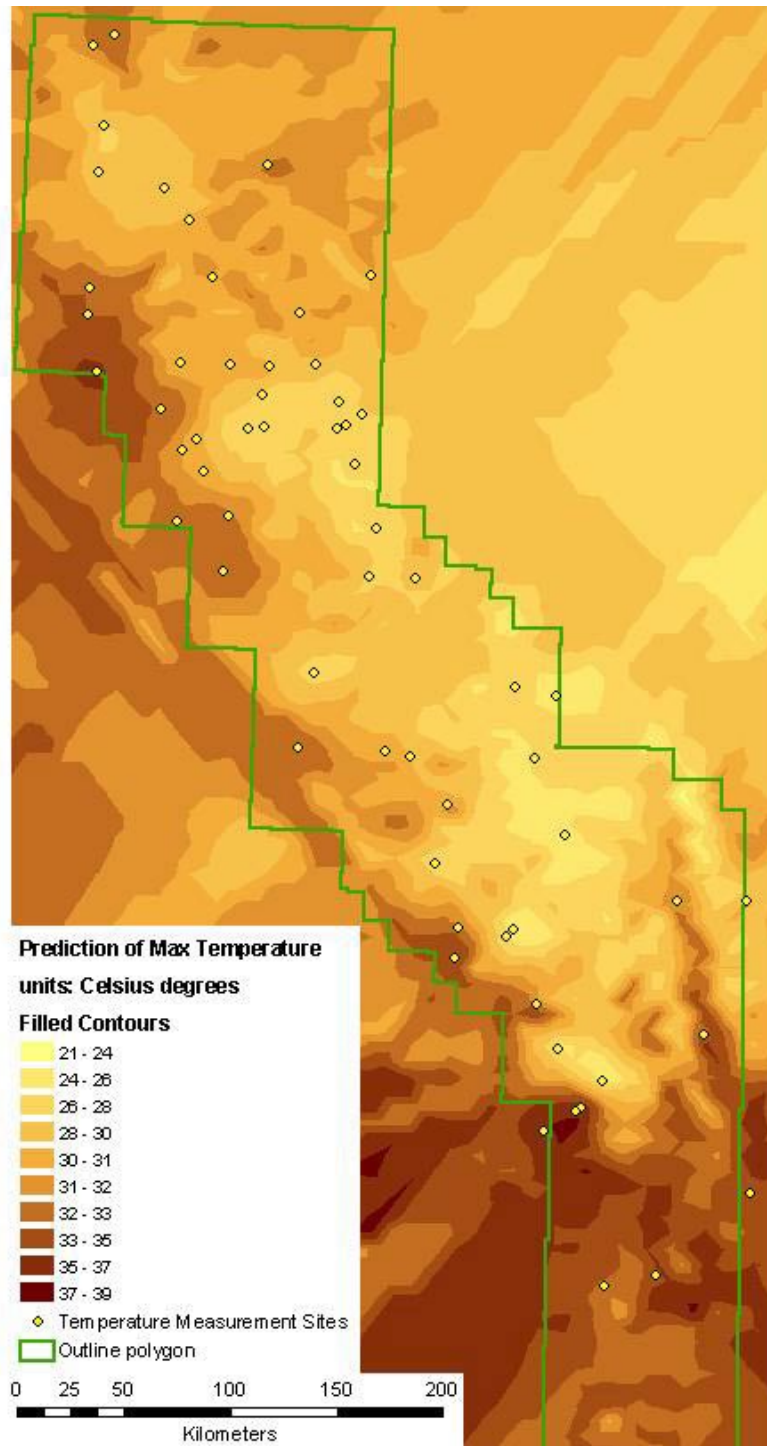 Prediction of Max Temperature
units: Celsius degrees
Filled Contours
21 - 24
24 - 26
26 - 28
28 - 30
30 - 31
31 - 32
32 - 33
33 - 35
35 - 37
37 - 39
Temperature Measurement Sites
Outline polygon
0 25 50 100 150 200
Kilometers